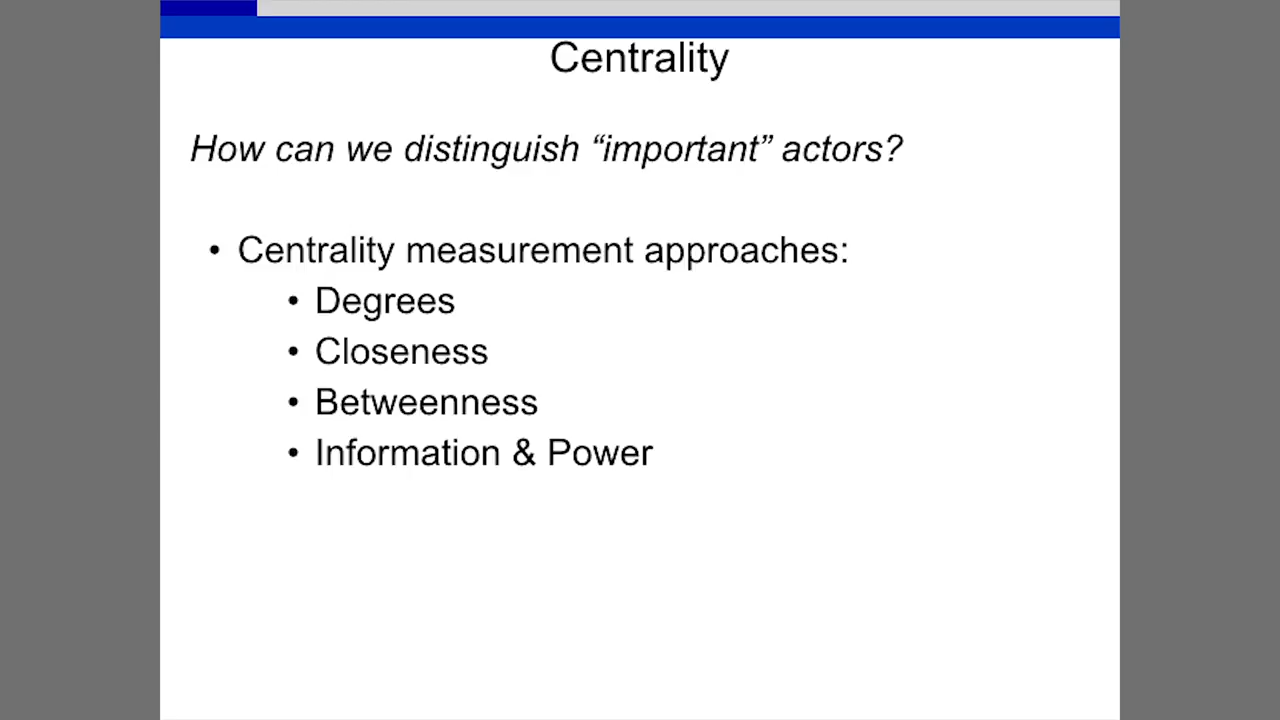 Centrality
How can we distinguish “important” actors?
• Centrality measurement approaches:
• Degrees
• Closeness
• Betweenness
• Information & Power